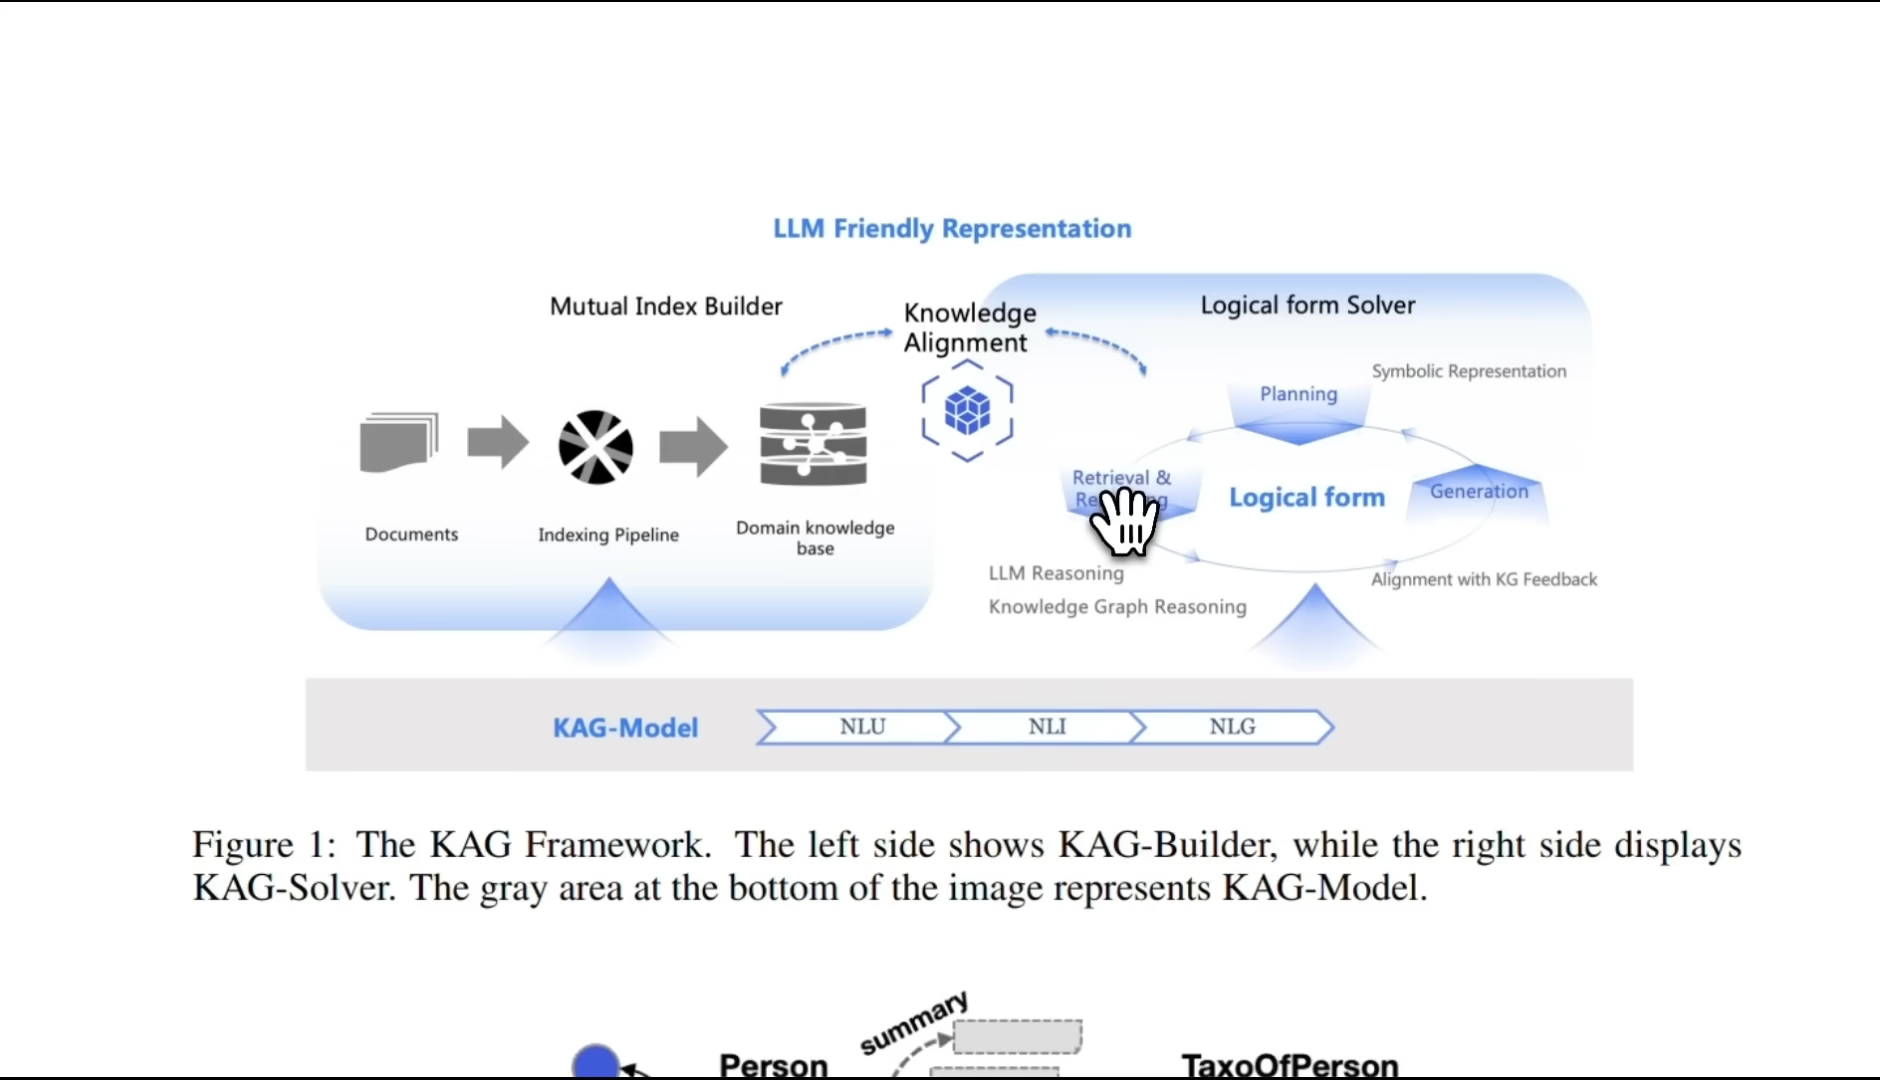 LLM Friendly Representation
Mutual Index Builder
Knowledge
Alignment
Logical form Solver
Symbolic Representation
Planning
Retrieval &
Logical form
Generation
Documents
Indexing Pipeline
Domain knowledge
base
LLM Reasoning
Knowledge Graph Reasoning
Alignment with KG Feedback
KAG-Model
NLU
NLI
NLG
Figure 1: The KAG Framework. The left side shows KAG-Builder, while the right side displays
KAG-Solver. The gray area at the bottom of the image represents KAG-Model.
summary
Person
TaxoOfPerson